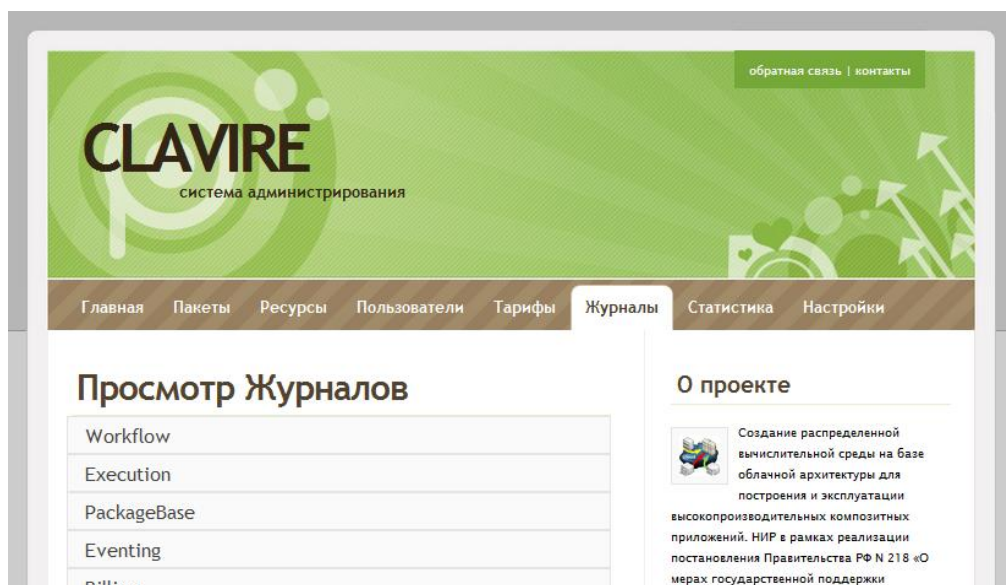 обратная связь | контакты
CLAVIRE
система администрирования
Главная Пакеты Ресурсы Пользователи Тарифы Журналы Статистика Настройки
Просмотр Журналов
Workflow
Execution
PackageBase
Eventing
О проекте
Создание распределенной
вычислительной среды на базе
облачной архитектуры для
построения и эксплуатации
высокопроизводительных композитных
приложений. НИР в рамках реализации
постановления Правительства РФ N 218 «О
мерах государственной поддержки